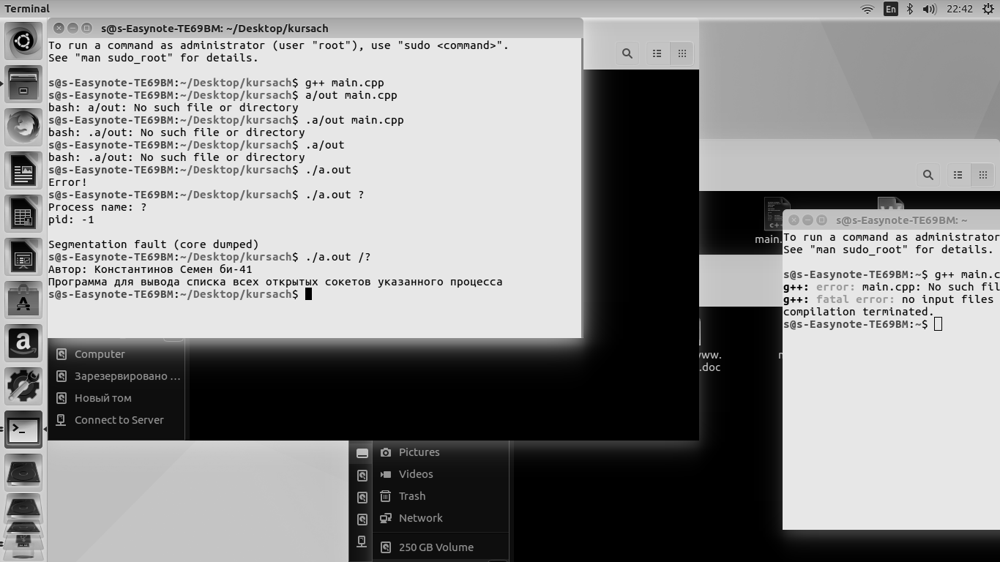 Terminal
En
22:42
s@s-Easynote-TE69BM: ~/Desktop/kursach
To run a command as administrator (user "root"), use "sudo <command>".
See "man sudo_root" for details.
s@s-Easynote-TE69BM:~/Desktop/kursach$ g++ main.cpp
s@s-Easynote-TE69BM:~/Desktop/kursach$ a/out main.cpp
bash: a/out: No such file or directory
s@s-Easynote-TE69BM:~/Desktop/kursach$ .a/out main.cpp
bash: .a/out: No such file or directory
s@s-Easynote-TE69BM:~/Desktop/kursach$ .a/out
bash: .a/out: No such file or directory
s@s-Easynote-TE69BM:~/Desktop/kursach$ ./a.out
Error!
s@s-Easynote-TE69BM:~/Desktop/kursach$ ./a.out ?
Process name: ?
pid: -1
Segmentation fault (core dumped)
s@s-Easynote-TE69BM:~/Desktop/kursach$ ./a.out /?
Автор: Константинов Семен би-41
Программа для вывода списка всех открытых сокетов указанного процесса
s@s-Easynote-TE69BM:~/Desktop/kursach$
Computer
Зарезервировано ...
Новый том
Connect to Server
Pictures
Videos
Trash
Network
250 GB Volume
c++
W
main.
www.
.doc
s@s-Easynote-TE69BM: ~
To run a command as administrator
See "man sudo_root" for details.
s@s-Easynote-TE69BM:~$ g++ main.c
g++: error: main.cpp: No such fil
g++: fatal error: no input files
compilation terminated.
s@s-Easynote-TE69BM:~$